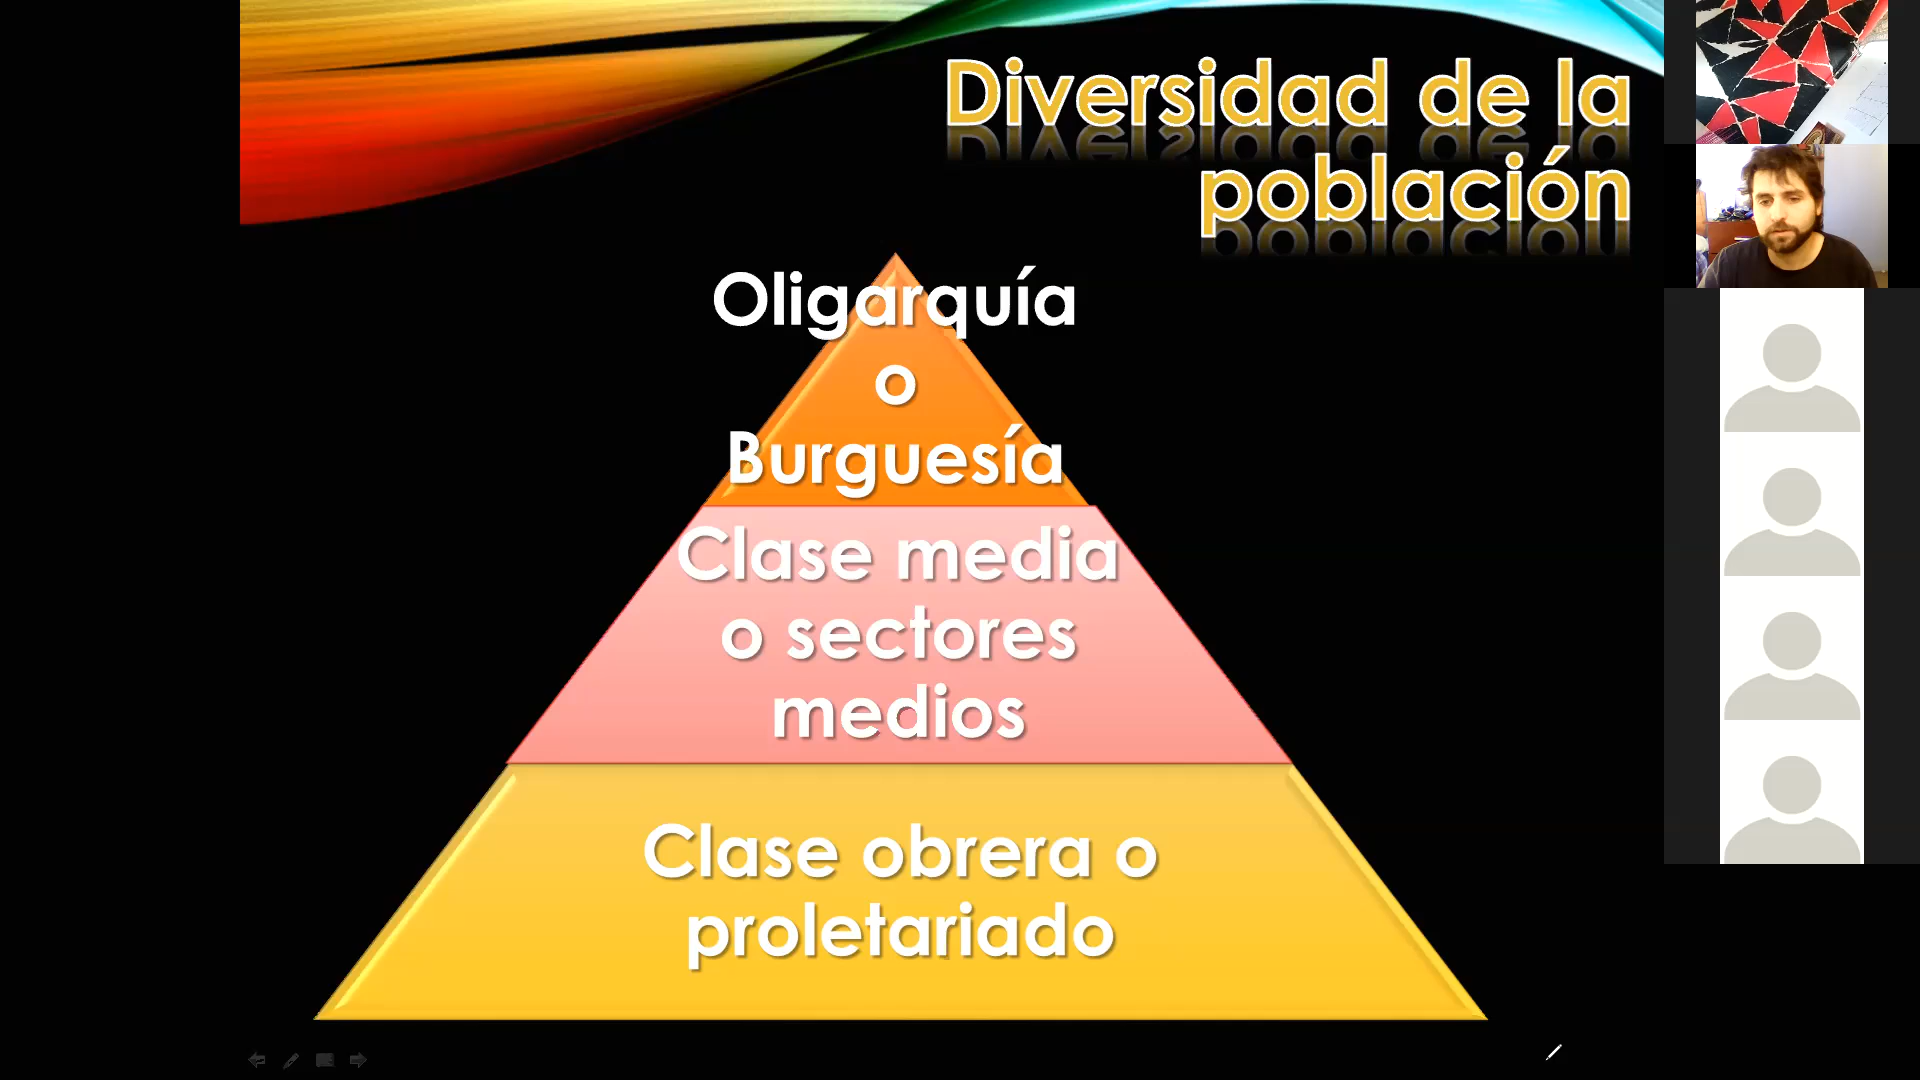 Diversidad de la
población
Oligarquía
o
Burguesía
Clase media
o sectores
medios
Clase obrera o
proletariado